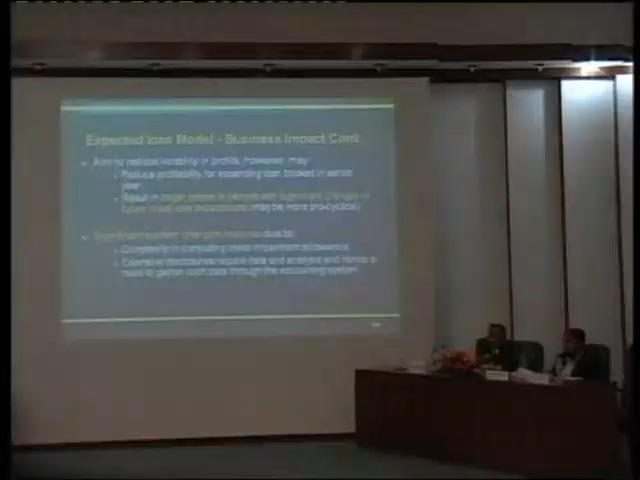 Expected loan Model - Business Impact Cont.
Aim to reduce volatility in profits, however, may
Reduce profitability for expanding loan booked in earlier
year
Result in larger losses in periods with significant changes in
future credit loss expectations (may be more pro-cyclical)
Significant system changes required due to:
Complexity in computing credit impairment allowance
Extensive disclosures require data and analysis and hence a
need to gather such data through the accounting system